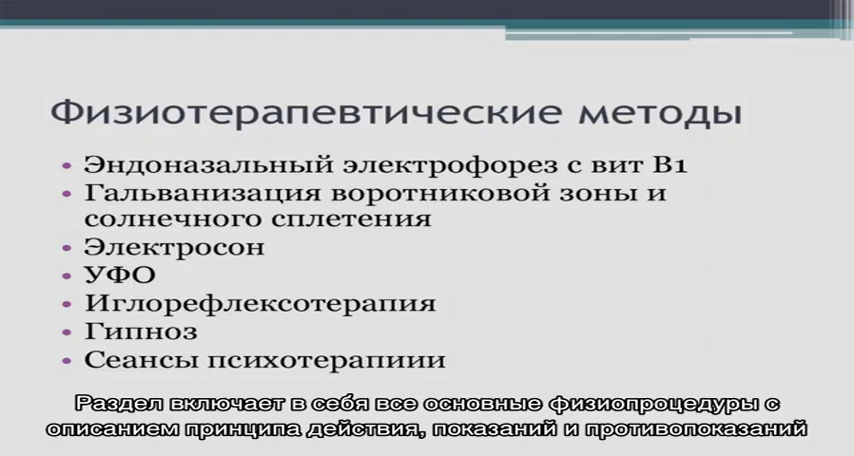 Физиотерапевтические методы
• Эндоназальный электрофорез с вит В1
• Гальванизация воротниковой зоны и
солнечного сплетения
• Электросон
• УФО
• Иглорефлексотерапия
• Гипноз
• Сеансы психотерапиии
Раздел включает в себя все основные физиопроцедуры с
описанием принципа действия, показаний и противопоказаний